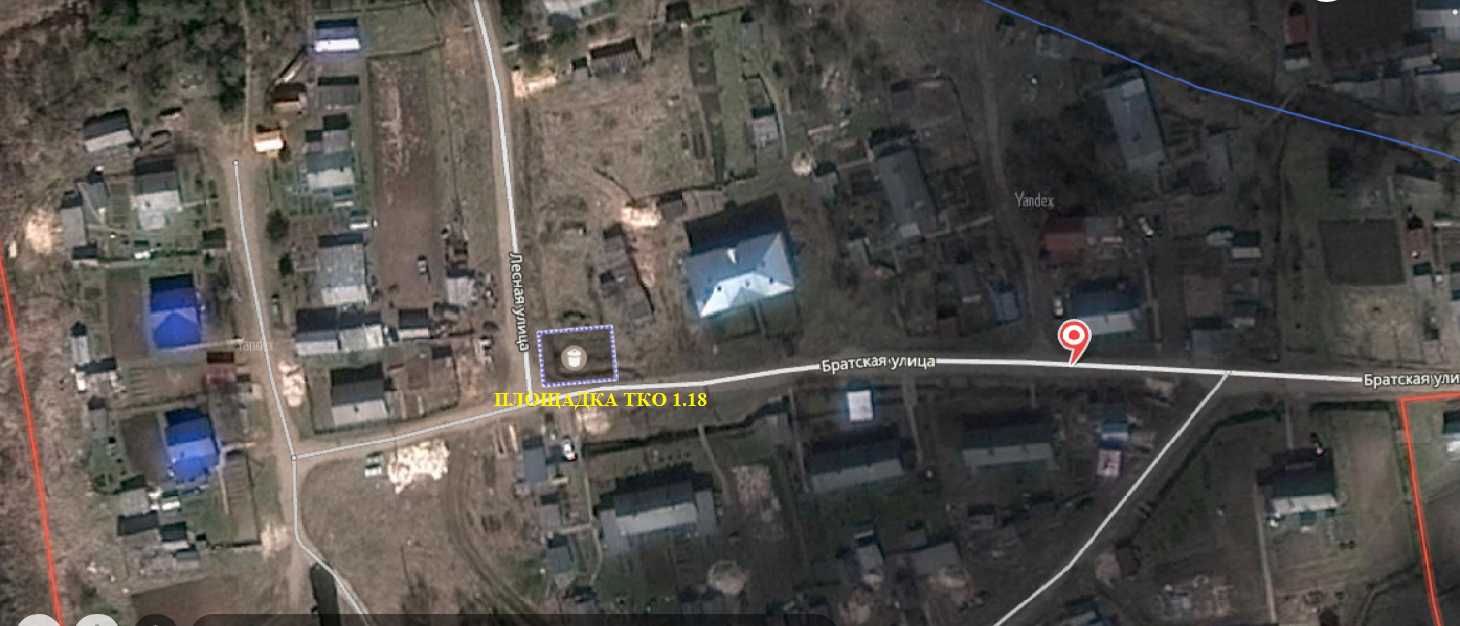 Yandex
Лесная улица
Yandex
Братская улица
Братская ули
ПЛОЩАДКА ТКО 1.18